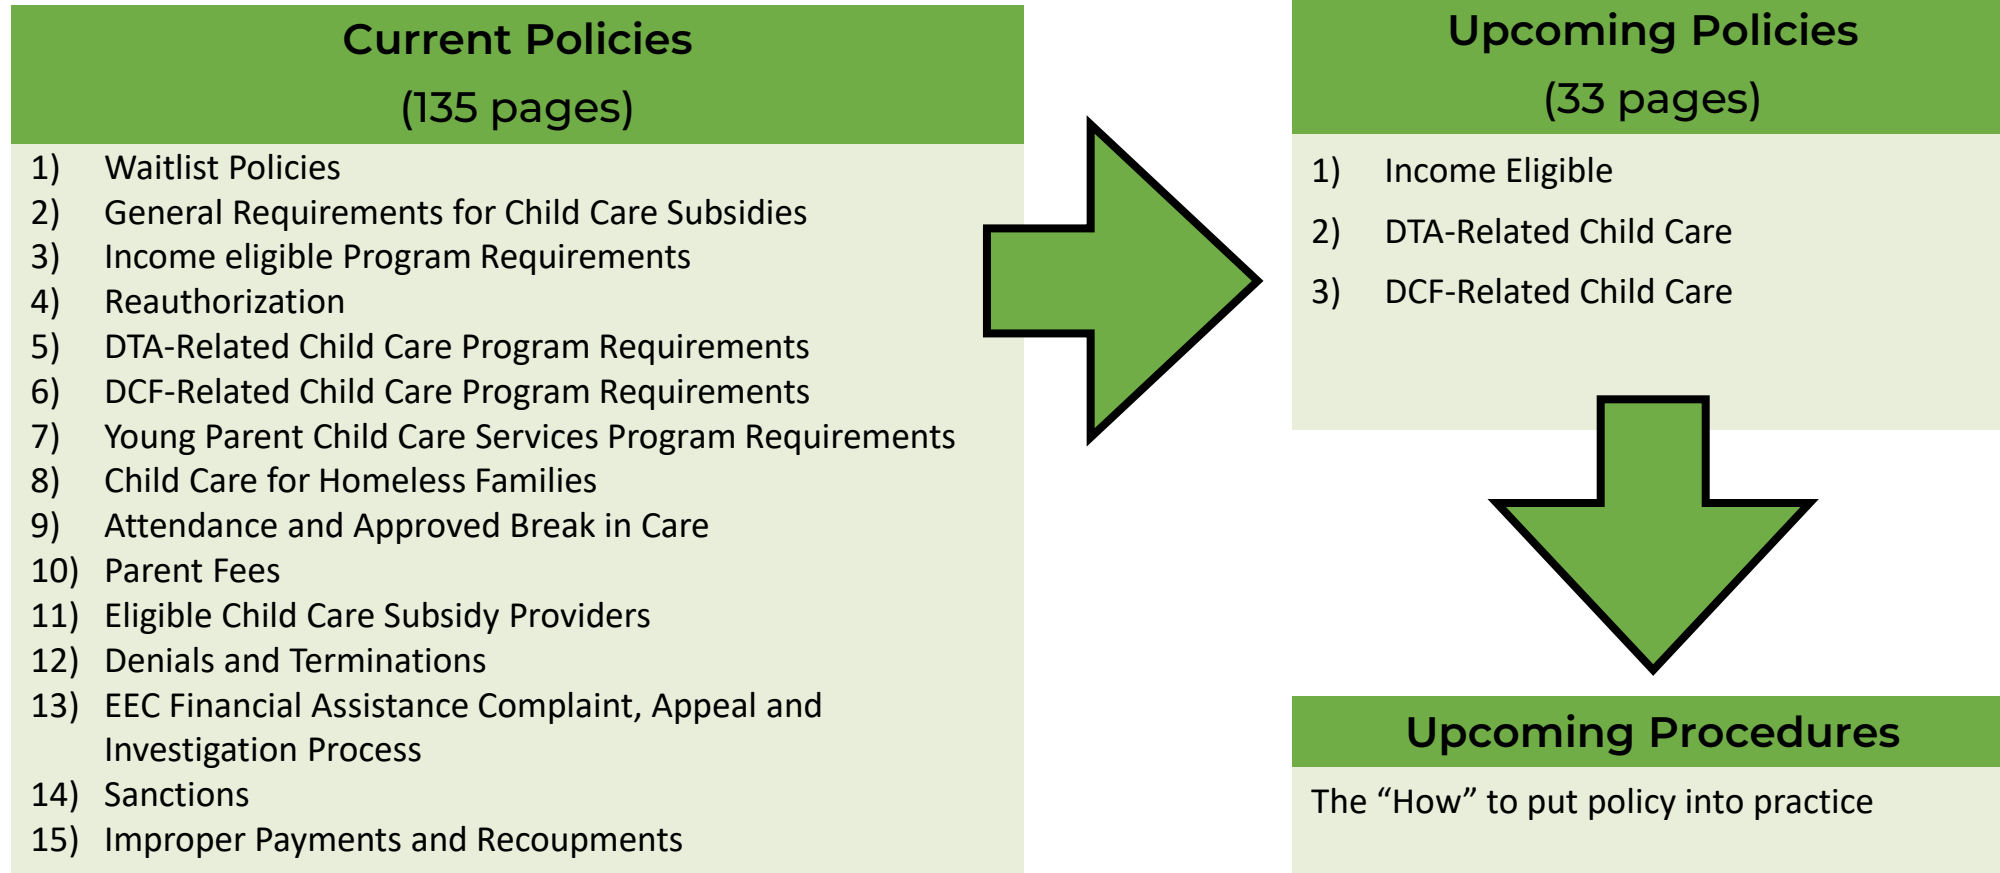 Current Policies
(135 pages)
1) Waitlist Policies
2) General Requirements for Child Care Subsidies
3) Income eligible Program Requirements
4) Reauthorization
5) DTA-Related Child Care Program Requirements
6) DCF-Related Child Care Program Requirements
7) Young Parent Child Care Services Program Requirements
8) Child Care for Homeless Families
9) Attendance and Approved Break in Care
10) Parent Fees
11) Eligible Child Care Subsidy Providers
12) Denials and Terminations
13) EEC Financial Assistance Complaint, Appeal and
Investigation Process
14) Sanctions
15) Improper Payments and Recoupments
Upcoming Policies
(33 pages)
1) Income Eligible
2) DTA-Related Child Care
3) DCF-Related Child Care
Upcoming Procedures
The “How” to put policy into practice